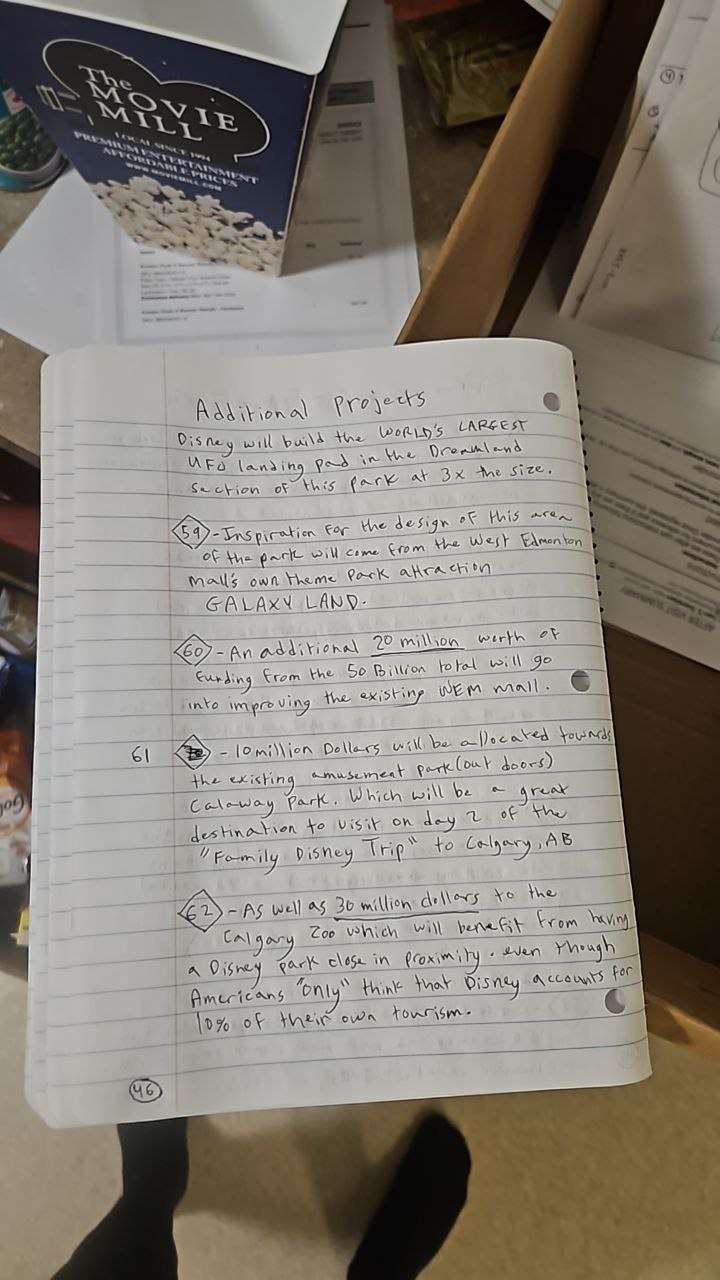 The
MOVIE
MILL
LOCAL SINCE 1994
PREMIUM ENTERTAINMENT
AFFORDABLE PRICES
WWW.MOVIEMILL.COM
Additional Projects
Disney will build the WORLD'S LARGEST
UFO landing pad in the Dreamland
section of this park at 3x the size.
59 - Inspiration for the design of this area
of the park will come from the West Edmonton
Mall's own theme park attraction
GALAXY LAND.
60 - An additional 20 million worth of
funding from the 50 Billion total will go
into improving the existing WEM mall.
61 - 10 million Dollars will be allocated towards
the existing amusement park (out doors)
Calaway Park. Which will be a great
destination to visit on day 2 of the
"Family Disney Trip" to Calgary, AB
62 - As well as 30 million dollars to the
Calgary Zoo which will benefit from having
a Disney park close in proximity. even though
Americans "only" think that Disney accounts for
10% of their own tourism.
46